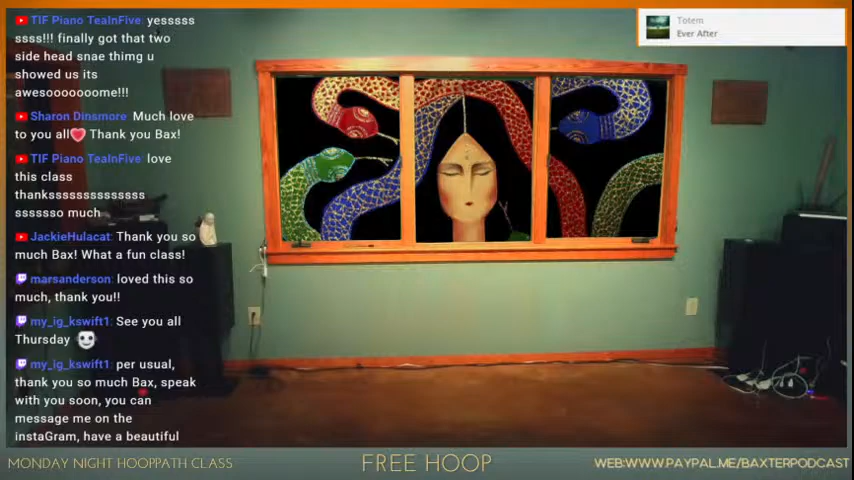 TIF Piano TeaInFive: yesssss
ssss!!! finally got that two
side head snae thimg u
showed us its
awesooooooome!!!
Sharon Dinsmore: Much love
to you all❤ Thank you Bax!
TIF Piano TeaInFive: love
this class
thanksssssssssssss
sssssso much
JackieHulacat: Thank you so
much Bax! What a fun class!
marsanderson: loved this so
much, thank you!!
my_ig_kswift1: See you all
Thursday
my_ig_kswift1: per usual,
thank you so much Bax, speak
with you soon, you can
message me on the
instaGram, have a beautiful
Totem
Ever After
MONDAY NIGHT HOOPPATH CLASS
FREE HOOP
WEB:WWW.PAYPAL.ME/BAXTERPODCAST